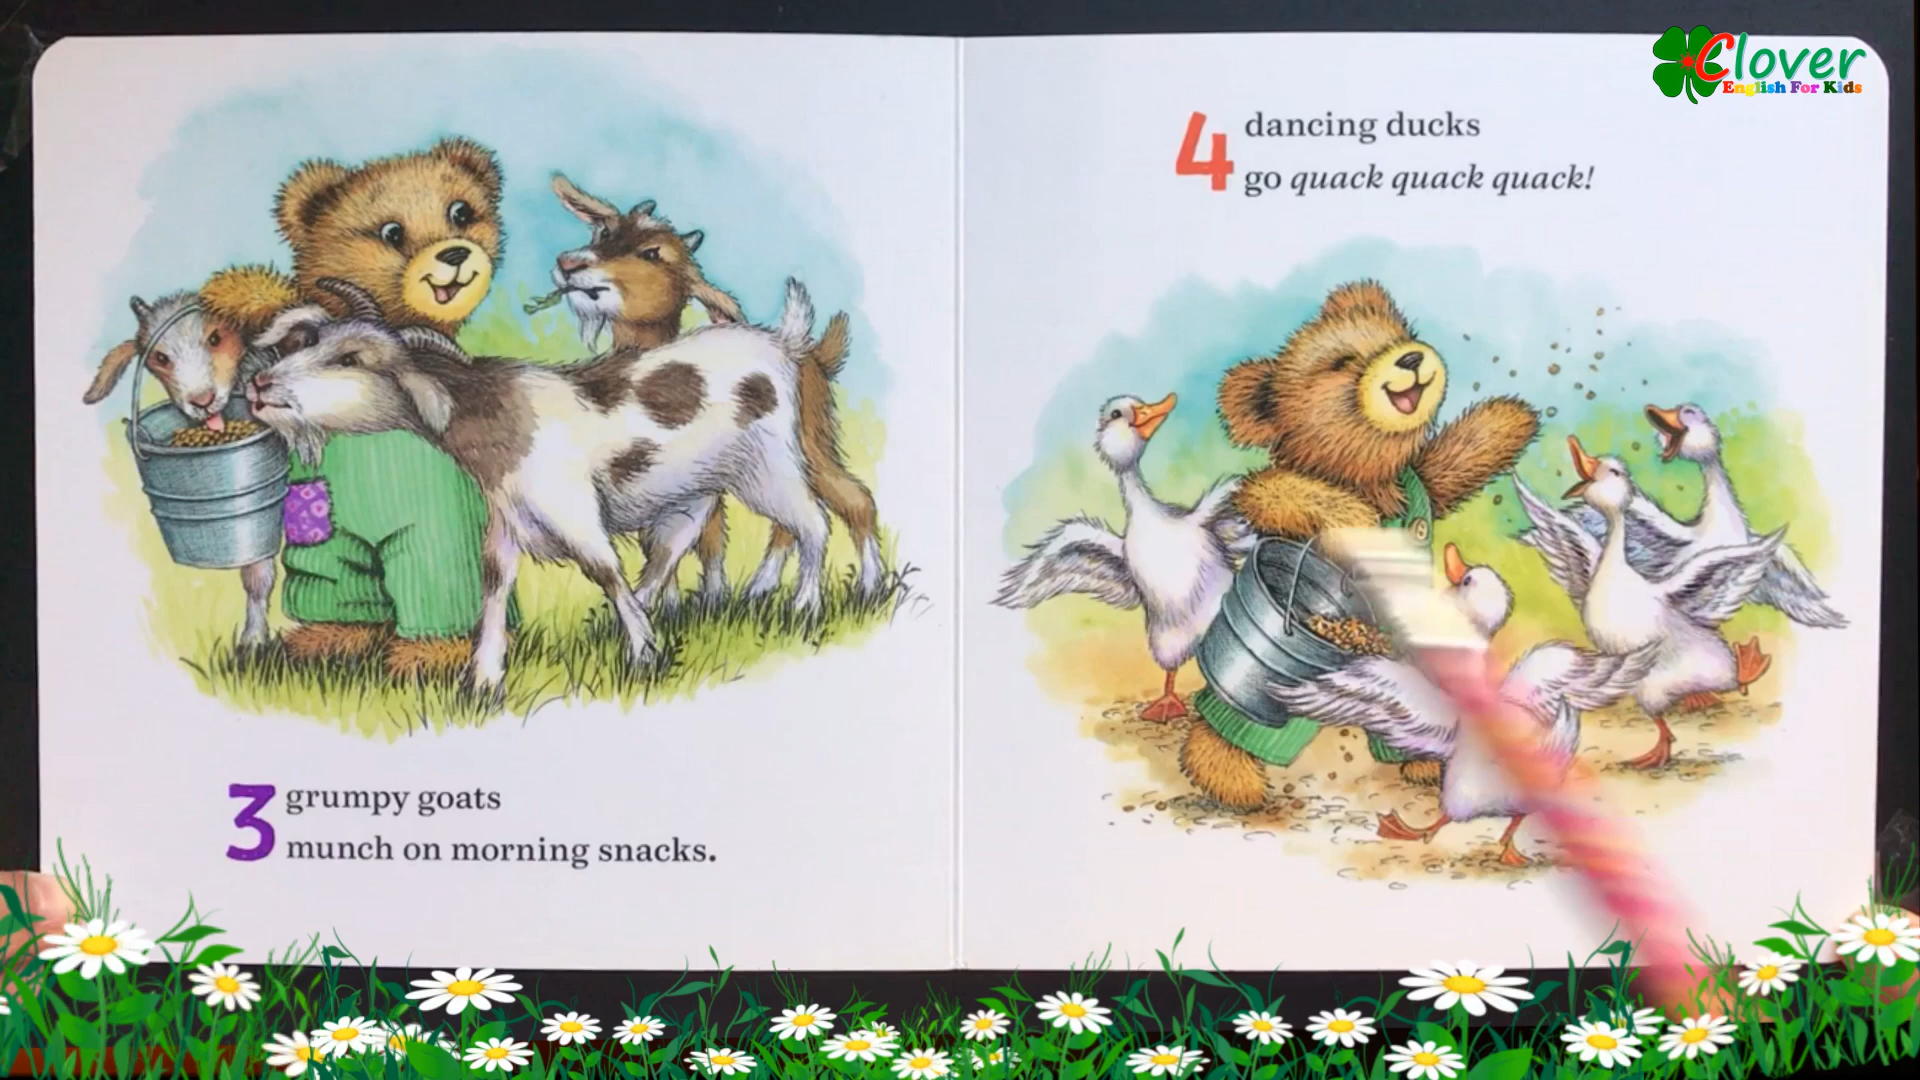 3 grumpy goats
munch on morning snacks.
4 dancing ducks
go quack quack quack!
Clover
English For Kids